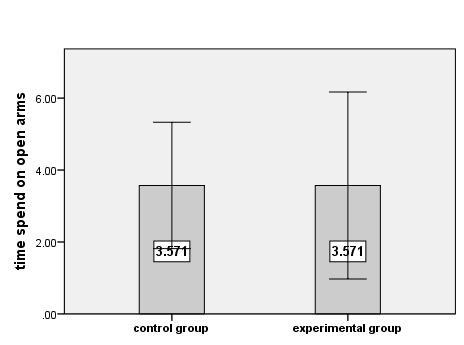 time spend on open arms
6.00
4.00
2.00
.00
3.571
3.571
control group
experimental group